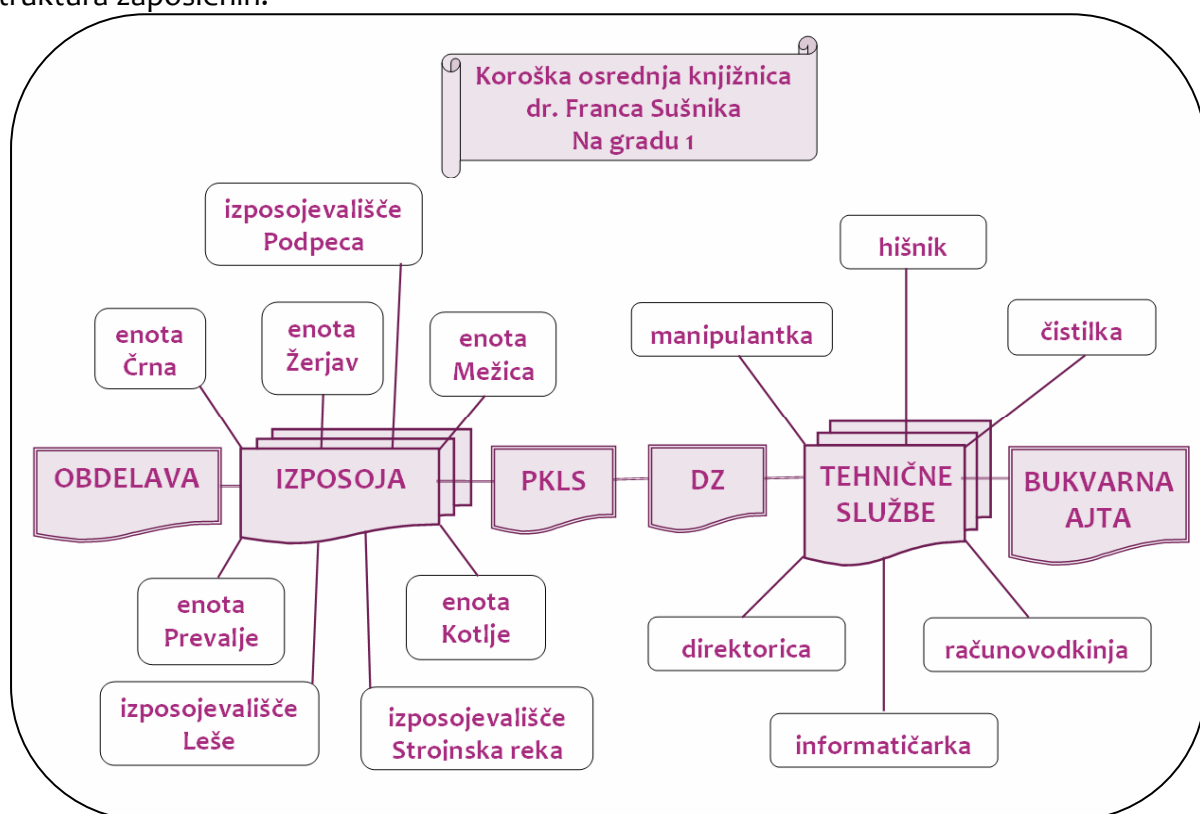 Koroška osrednja knjižnica
dr. Franca Sušnika
Na gradu 1
izposojevališče
Podpeca
hišnik
enota
Črna
enota
Žerjav
enota
Mežica
manipulantka
čistilka
OBDELAVA
IZPOSOJA
PKLS
DZ
TEHNIČNE
SLUŽBE
BUKVARNA
AJTA
enota
Prevalje
enota
Kotlje
direktorica
računovodkinja
izposojevališče
Leše
izposojevališče
Strojnska reka
informatičarka